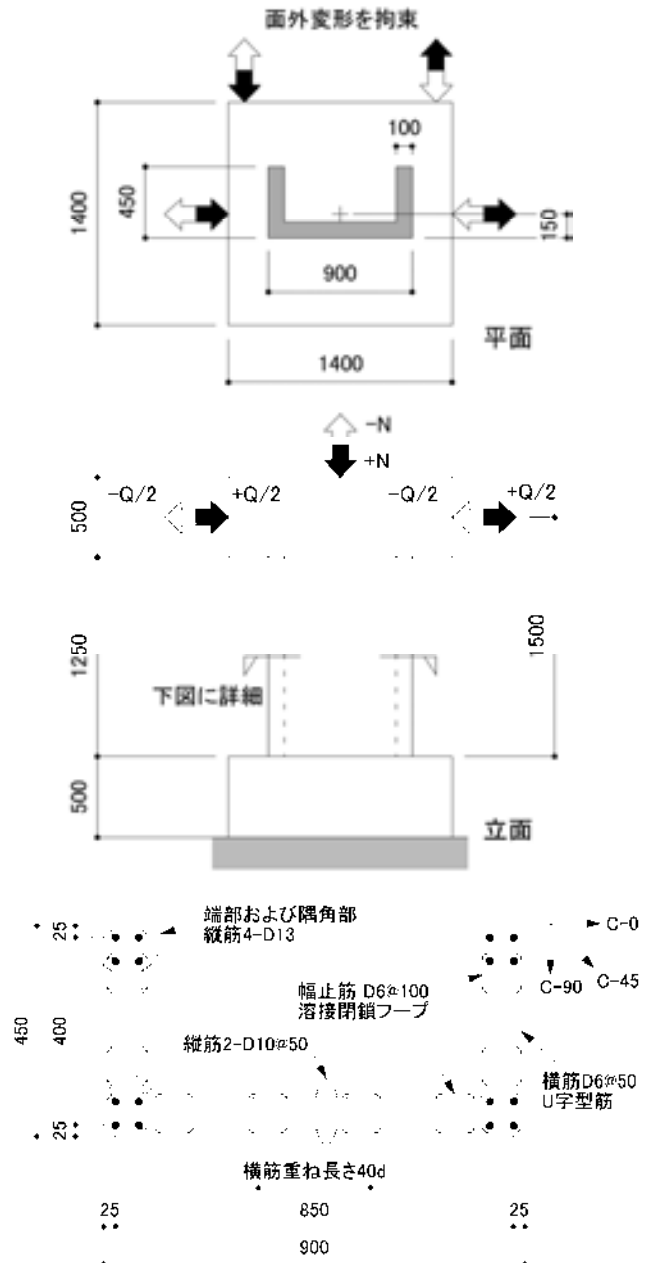 面外変形を拘束
100
1400
450
150
900
平面
1400
-N
+N
-Q/2
+Q/2
-Q/2
+Q/2
500
1250
1500
下図に詳細
500
立面
端部および隅角部
縦筋4-D13
C-0
C-90
C-45
25
幅止筋 D6@100
溶接閉鎖フープ
450
400
縦筋2-D10@50
横筋D6@50
U字型筋
25
横筋重ね長さ40d
25
850
25
900